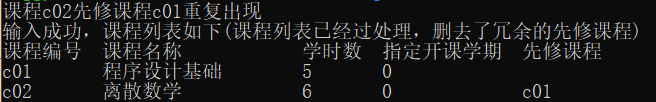 课程c02先修课程c01重复出现
输入成功，课程列表如下(课程列表已经过处理，删去了冗余的先修课程)
课程编号 课程名称 学时数 指定开课学期 先修课程
c01 程序设计基础 5 0
c02 离散数学 6 0 c01